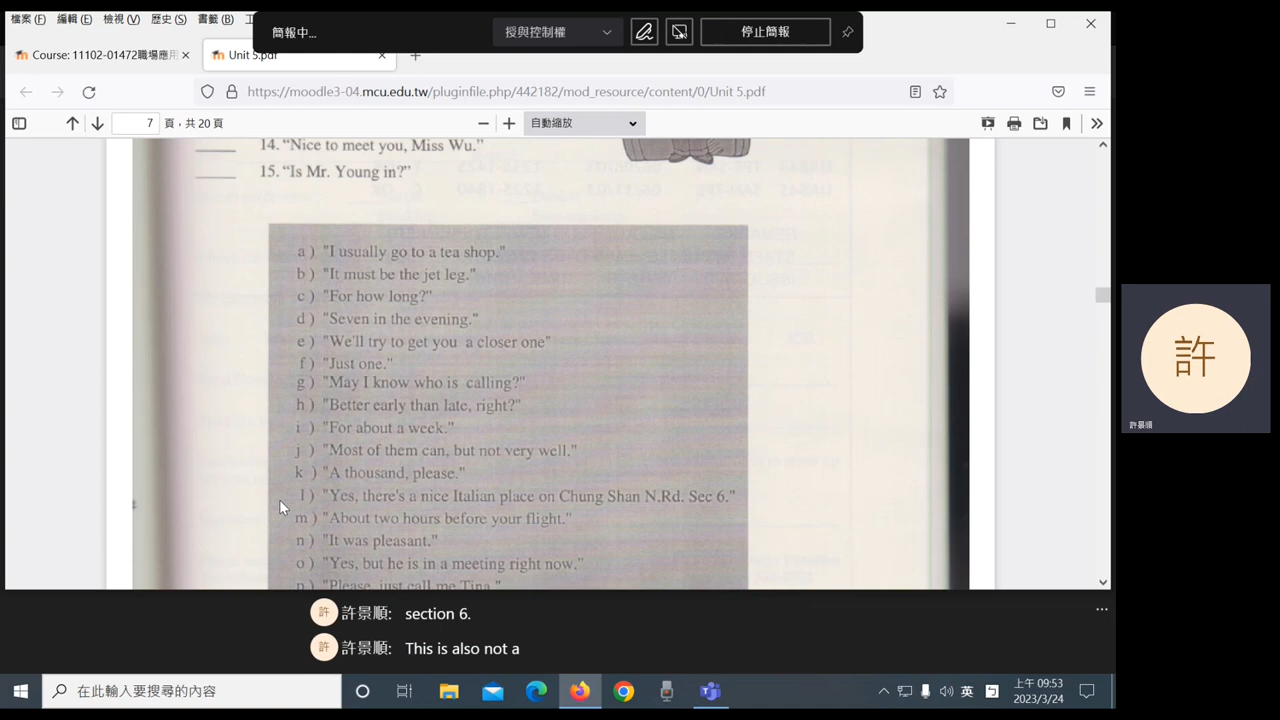 檔案 (F) 編輯 (E) 檢視 (V) 歷史 (S) 書籤 (B)
簡報中...
授與控制權
停止簡報
Course: 11102-01472職場應用
Unit 5.pdf
https://moodle3-04.mcu.edu.tw/pluginfile.php/442182/mod_resource/content/0/Unit 5.pdf
7 頁，共 20 頁
自動縮放
14. "Nice to meet you, Miss Wu."
15. "Is Mr. Young in?"
a ) "I usually go to a tea shop."
b ) "It must be the jet leg."
c ) "For how long?"
d ) "Seven in the evening."
e ) "We'll try to get you a closer one"
f ) "Just one."
g ) "May I know who is calling?"
h ) "Better early than late, right?"
i ) "For about a week."
j ) "Most of them can, but not very well."
k ) "A thousand, please."
l ) "Yes, there's a nice Italian place on Chung Shan N.Rd. Sec 6."
m ) "About two hours before your flight."
n ) "It was pleasant."
o ) "Yes, but he is in a meeting right now."
p ) "Please, just call me Tina."
許
許景順
許 許景順: section 6.
許 許景順: This is also not a
在此輸入要搜尋的內容
英
上午 09:53
2023/3/24